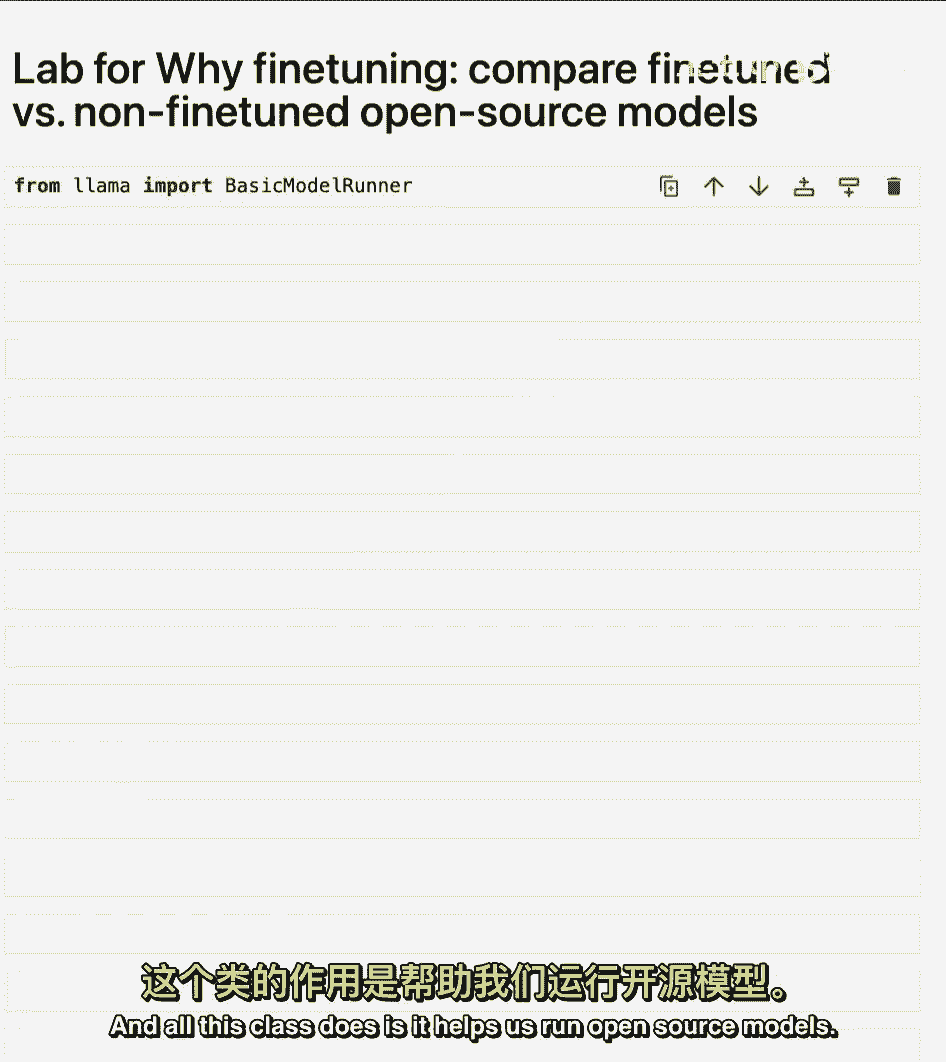 Lab for Why finetuning: compare finetuned
vs. non-finetuned open-source models
from llama import BasicModelRunner
这个类的作用是帮助我们运行开源模型。
And all this class does is it helps us run open source models.